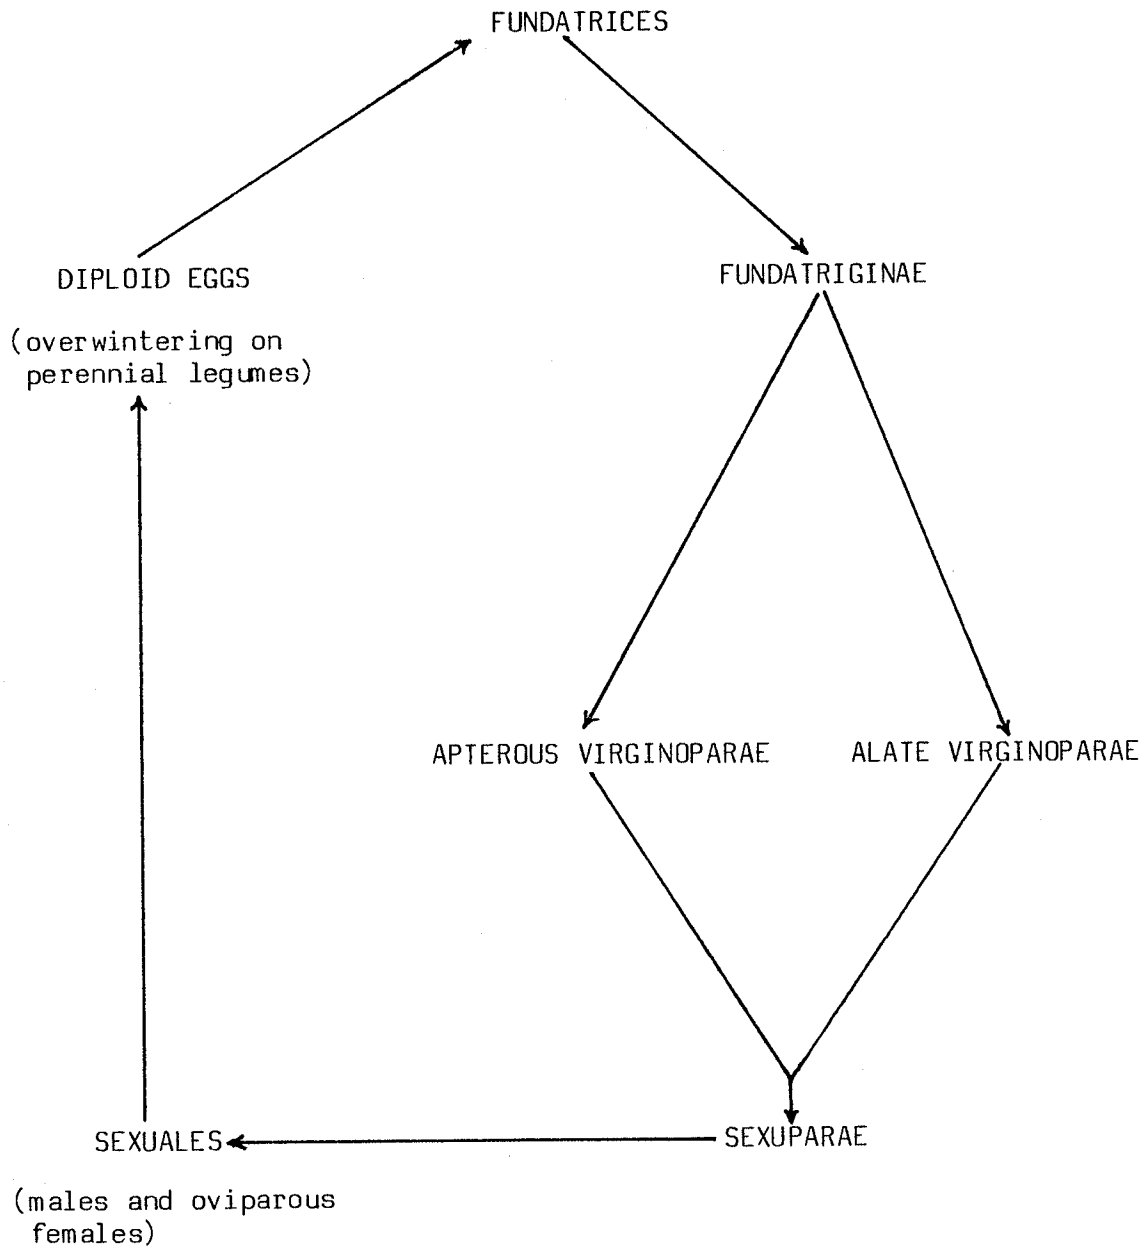 FUNDATRICES
DIPLOID EGGS
(overwintering on
perennial legumes)
FUNDATRIGINAE
APTEROUS VIRGINOPARAE
ALATE VIRGINOPARAE
SEXUALES
(males and oviparous
females)
SEXUPARAE